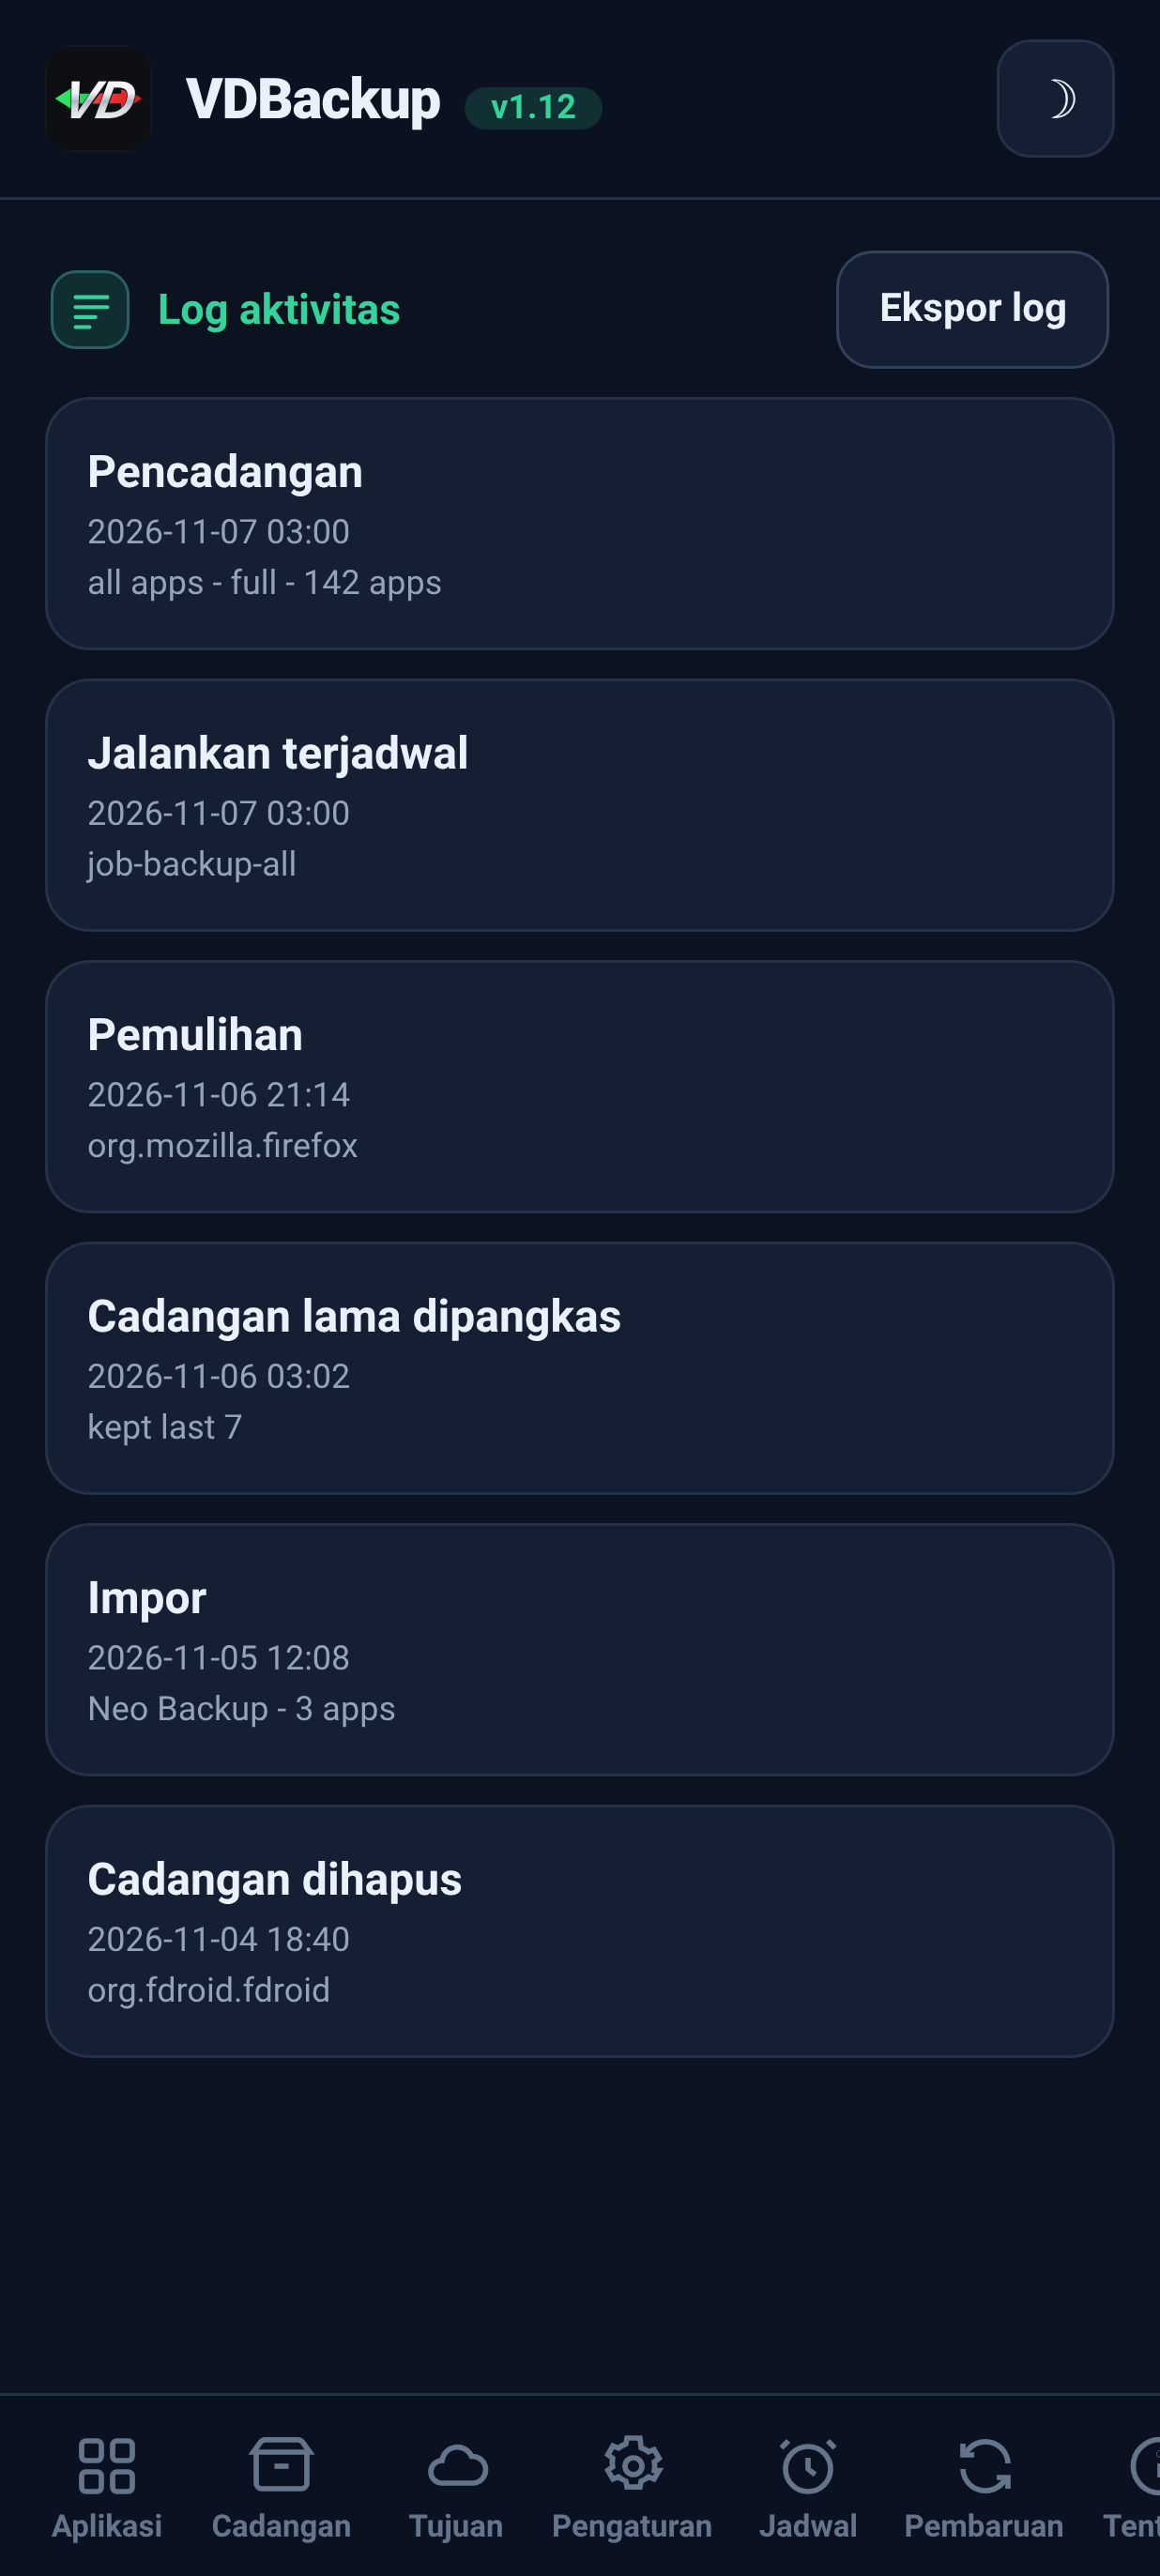 VD
VDBackup v1.12
Log aktivitas
Ekspor log
Pencadangan
2026-11-07 03:00
all apps - full - 142 apps
Jalankan terjadwal
2026-11-07 03:00
job-backup-all
Pemulihan
2026-11-06 21:14
org.mozilla.firefox
Cadangan lama dipangkas
2026-11-06 03:02
kept last 7
Impor
2026-11-05 12:08
Neo Backup - 3 apps
Cadangan dihapus
2026-11-04 18:40
org.fdroid.fdroid
Aplikasi
Cadangan
Tujuan
Pengaturan
Jadwal
Pembaruan